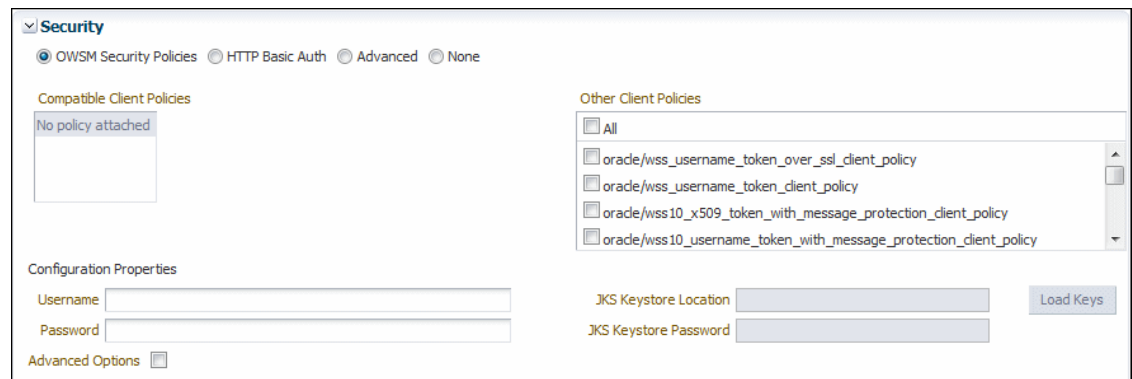 Security
OWSM Security Policies HTTP Basic Auth Advanced None
Compatible Client Policies
No policy attached
Other Client Policies
All
oracle/wss_username_token_over_ssl_client_policy
oracle/wss_username_token_client_policy
oracle/wss10_x509_token_with_message_protection_client_policy
oracle/wss10_username_token_with_message_protection_client_policy
Configuration Properties
Username
JKS Keystore Location
Load Keys
Password
JKS Keystore Password
Advanced Options